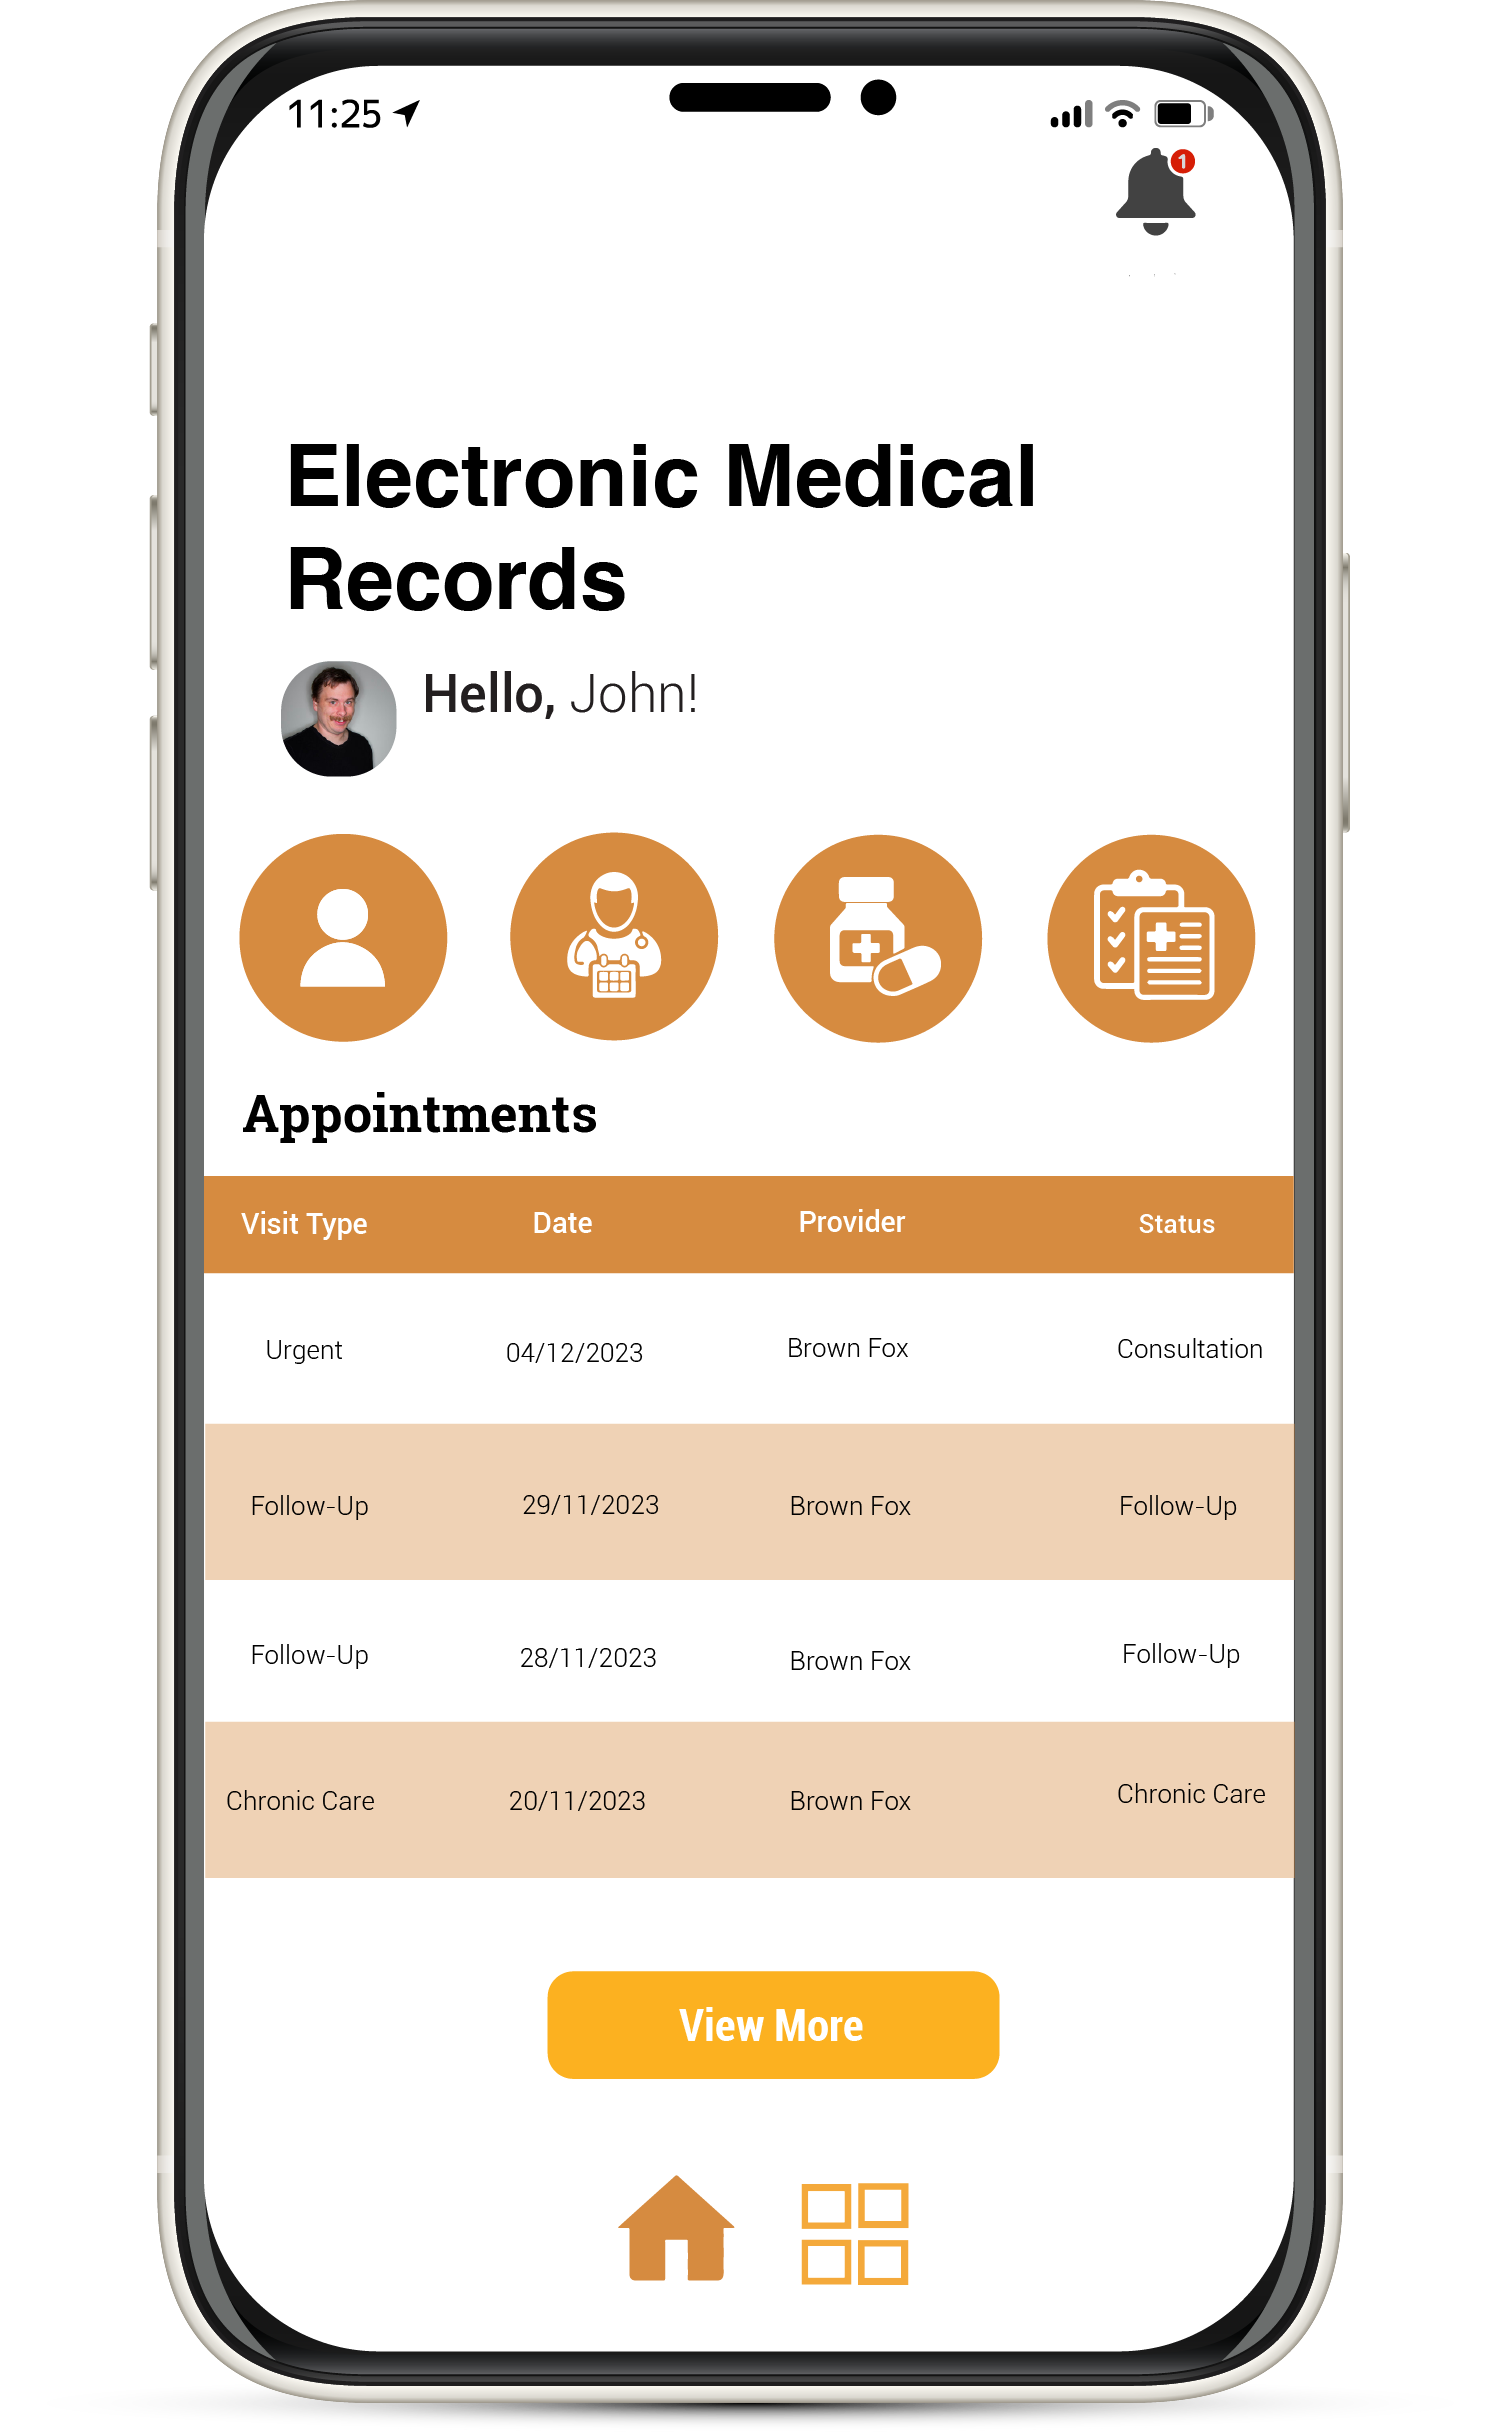 11:25
1
Electronic Medical
Records
Hello, John!
Appointments
Visit Type Date Provider Status
Urgent 04/12/2023 Brown Fox Consultation
Follow-Up 29/11/2023 Brown Fox Follow-Up
Follow-Up 28/11/2023 Brown Fox Follow-Up
Chronic Care 20/11/2023 Brown Fox Chronic Care
View More